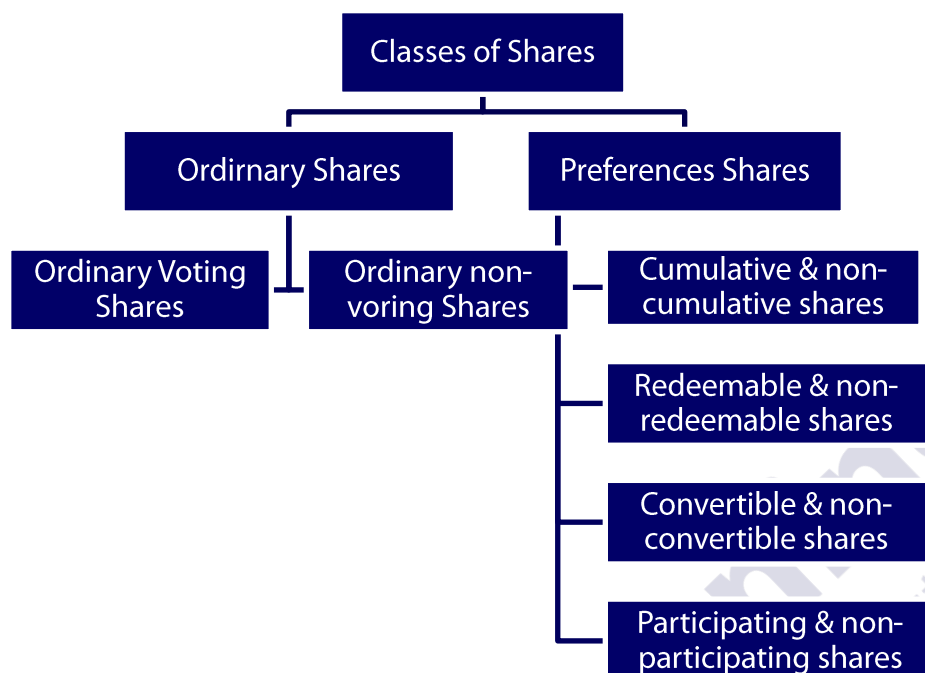 Classes of Shares
Ordirnary Shares
Preferences Shares
Ordinary Voting
Shares
Ordinary non-
voring Shares
Cumulative & non-
cumulative shares
Redeemable & non-
redeemable shares
Convertible & non-
convertible shares
Participating & non-
participating shares